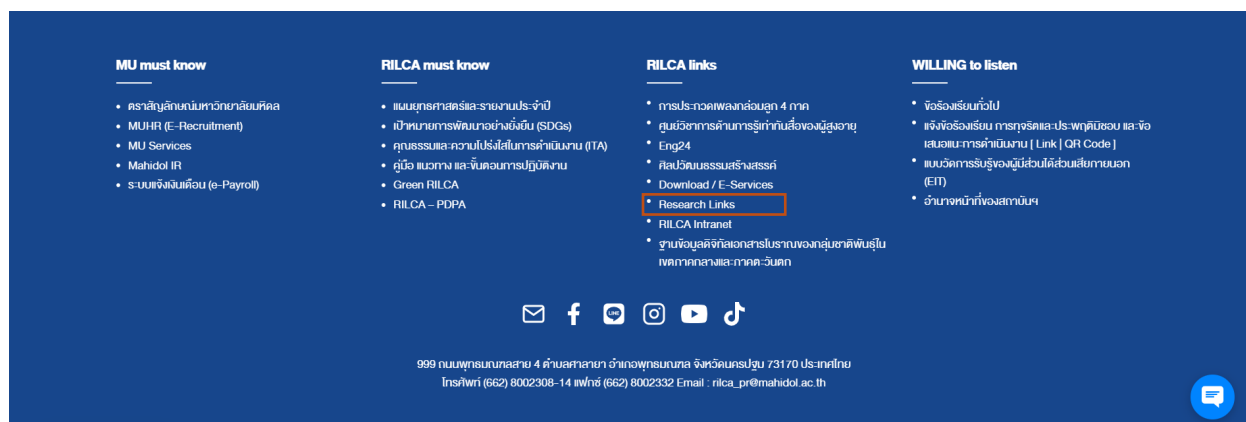 MU must know
• ตราสัญลักษณ์มหาวิทยาลัยมหิดล
• MUHR (E-Recruitment)
• MU Services
• Mahidol IR
• ระบบแจ้งเงินเดือน (e-Payroll)
RILCA must know
• แผนยุทธศาสตร์และรายงานประจำปี
• เป้าหมายการพัฒนาอย่างยั่งยืน (SDGs)
• คุณธรรมและความโปร่งใสในการดำเนินงาน (ITA)
• คู่มือ แนวทาง และขั้นตอนการปฏิบัติงาน
• Green RILCA
• RILCA – PDPA
RILCA links
• การประกวดเพลงกล่อมลูก 4 ภาค
• ศูนย์วิชาการด้านการรู้เท่าทันสื่อของผู้สูงอายุ
• Eng24
• ศิลปวัฒนธรรมสร้างสรรค์
• Download / E-Services
• Research Links
• RILCA Intranet
• ฐานข้อมูลดิจิทัลเอกสารโบราณของกลุ่มชาติพันธุ์ใน
เขตภาคกลางและภาคตะวันตก
WILLING to listen
• ข้อร้องเรียนทั่วไป
• แจ้งข้อร้องเรียน การทุจริตและประพฤติมิชอบ และข้อ
เสนอแนะการดำเนินงาน [ Link | QR Code ]
• แบบวัดการรับรู้ของผู้มีส่วนได้ส่วนเสียภายนอก
(EIT)
• อำนาจหน้าที่ของสถาบันฯ
LINE
999 ถนนพุทธมณฑลสาย 4 ตำบลศาลายา อำเภอพุทธมณฑล จังหวัดนครปฐม 73170 ประเทศไทย
โทรศัพท์ (662) 8002308-14 แฟกซ์ (662) 8002332 Email : rilca_pr@mahidol.ac.th